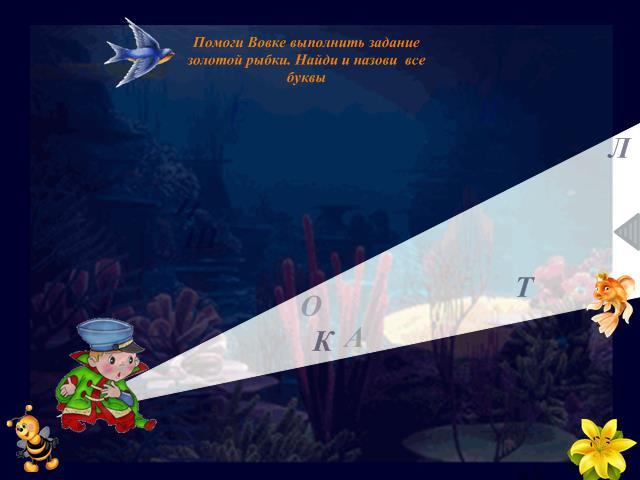 Помоги Вовке выполнить задание
золотой рыбки. Найди и назови все
буквы
Л
Т
О
К
А